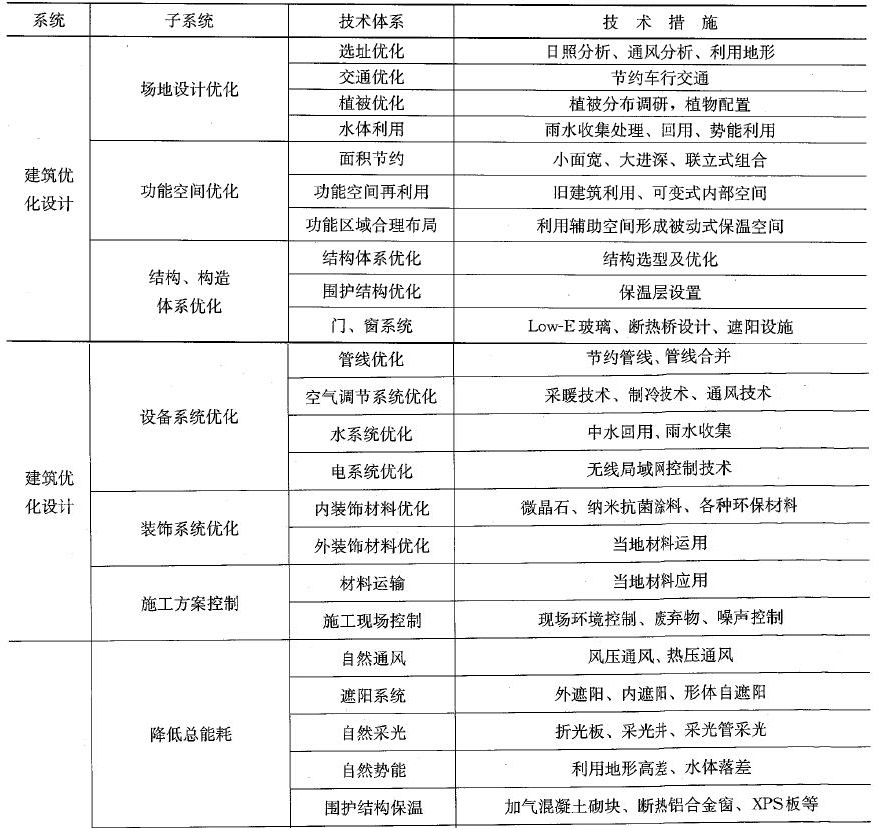 系统 子系统 技术体系 技术措施
选址优化 日照分析、通风分析、利用地形
场地设计优化 交通优化 节约车行交通
植被优化 植被分布调研，植物配置
水体利用 雨水收集处理、回用、势能利用
建筑优
化设计
面积节约 小面宽、大进深、联立式组合
功能空间优化 功能空间再利用 旧建筑利用、可变式内部空间
功能区域合理布局 利用辅助空间形成被动式保温空间
结构、构造
体系优化
结构体系优化 结构选型及优化
围护结构优化 保温层设置
门、窗系统 Low-E玻璃、断热桥设计、遮阳设施
建筑优
化设计
设备系统优化 管线优化 节约管线、管线合并
空气调节系统优化 采暖技术、制冷技术、通风技术
水系统优化 中水回用、雨水收集
电系统优化 无线局域网控制技术
装饰系统优化 内装饰材料优化 微晶石、纳米抗菌涂料、各种环保材料
外装饰材料优化 当地材料运用
施工方案控制 材料运输 当地材料应用
施工现场控制 现场环境控制、废弃物、噪声控制
降低总能耗 自然通风 风压通风、热压通风
遮阳系统 外遮阳、内遮阳、形体自遮阳
自然采光 折光板、采光井、采光管采光
自然势能 利用地形高差、水体落差
围护结构保温 加气混凝土砌块、断热铝合金窗、XPS板等